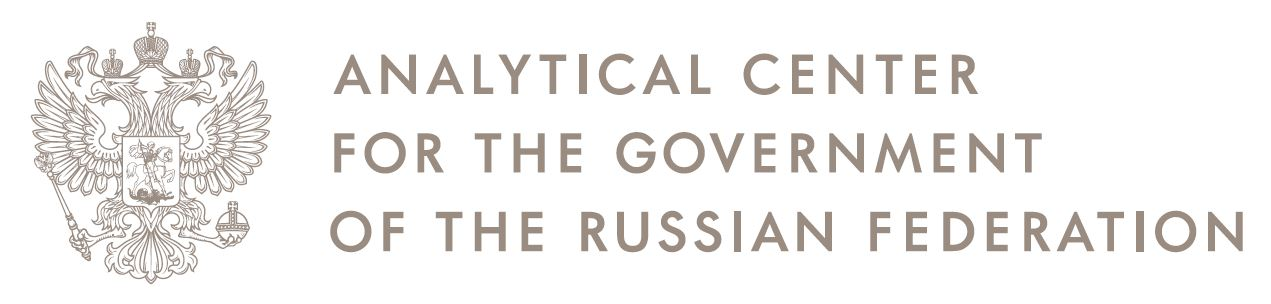 ANALYTICAL CENTER
FOR THE GOVERNMENT
OF THE RUSSIAN FEDERATION